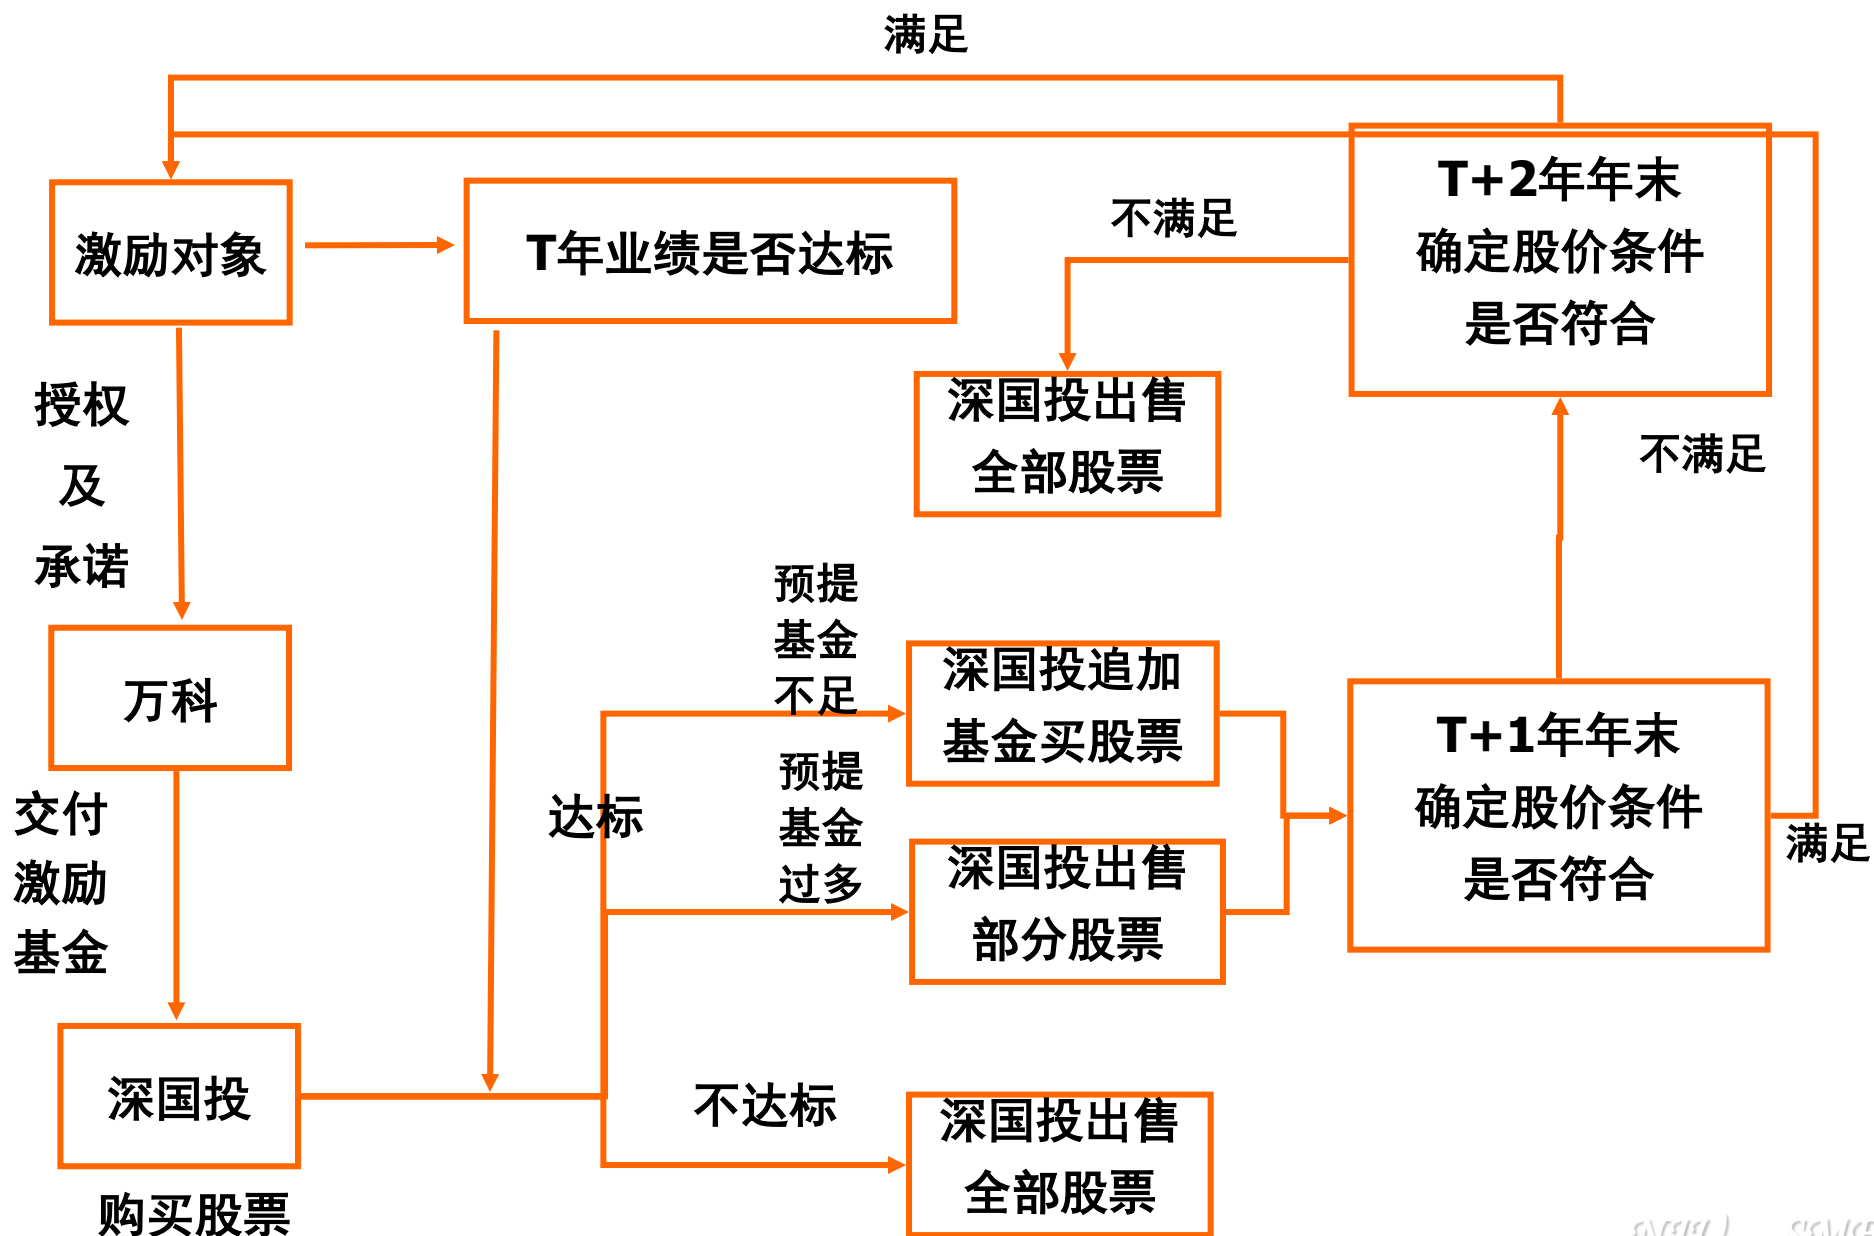 满足
激励对象
T年业绩是否达标
不满足
T+2年年末
确定股价条件
是否符合
授权
及
承诺
深国投出售
全部股票
不满足
万科
预提
基金
不足
深国投追加
基金买股票
T+1年年末
确定股价条件
是否符合
满足
交付
激励
基金
达标
预提
基金
过多
深国投出售
部分股票
深国投
购买股票
不达标
深国投出售
全部股票